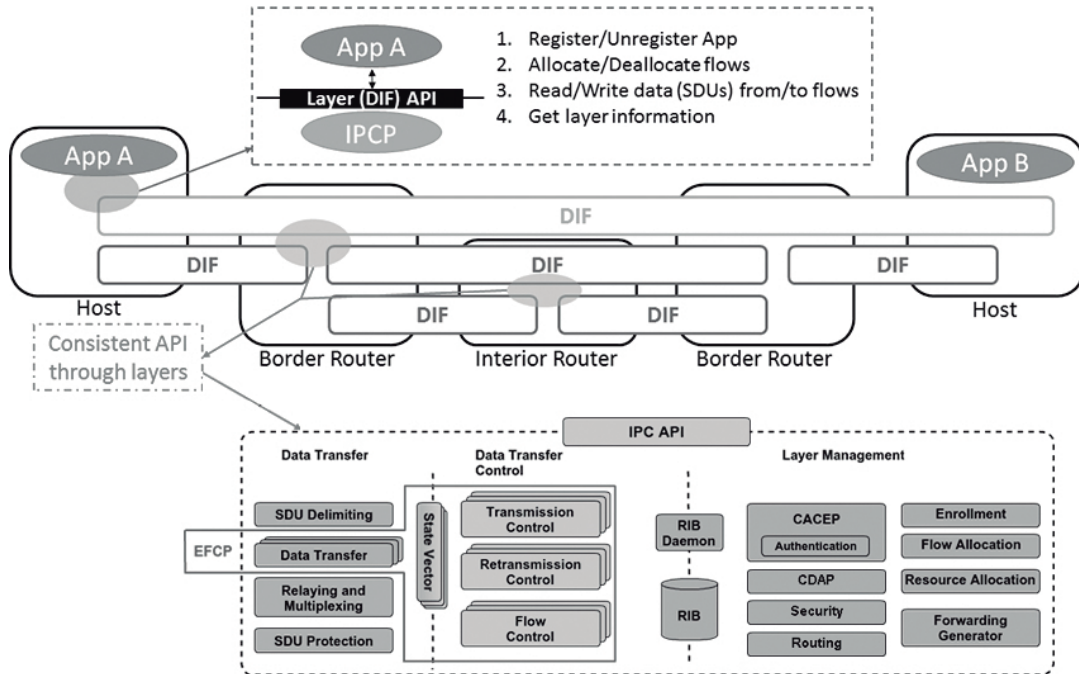 App A
Layer (DIF) API
IPCP
1. Register/Unregister App
2. Allocate/Deallocate flows
3. Read/Write data (SDUs) from/to flows
4. Get layer information
App A
App B
DIF
DIF
DIF
DIF
DIF
DIF
Host
Host
Border Router
Interior Router
Border Router
Consistent API
through layers
IPC API
Data Transfer
Data Transfer
Control
Layer Management
EFCP
SDU Delimiting
Data Transfer
Relaying and
Multiplexing
SDU Protection
State Vector
Transmission
Control
Retransmission
Control
Flow
Control
RIB
Daemon
RIB
CACEP
Authentication
CDAP
Security
Routing
Enrollment
Flow Allocation
Resource Allocation
Forwarding
Generator